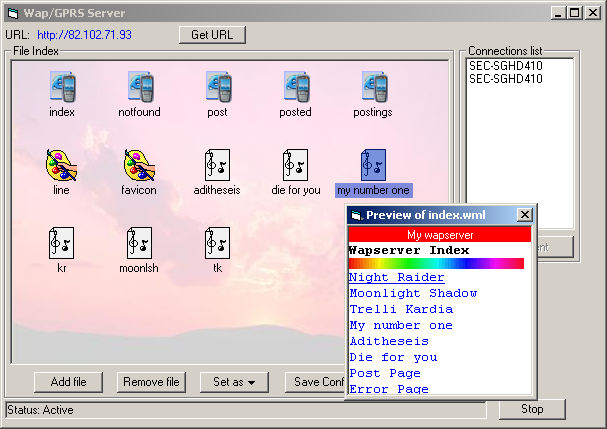 Wap/GPRS Server
URL: http://82.102.71.93 Get URL
File Index
Connections list
SEC-SGHD410
SEC-SGHD410
index notfound post posted postings
line favicon aditheseis die for you my number one
kr moonlsh tk
Preview of index.wml
My wapserver
Wapserver Index
Night Raider
Moonlight Shadow
Trelli Kardia
My number one
Aditheseis
Die for you
Post Page
Error Page
Add file Remove file Set as Save Conf
Status: Active Stop